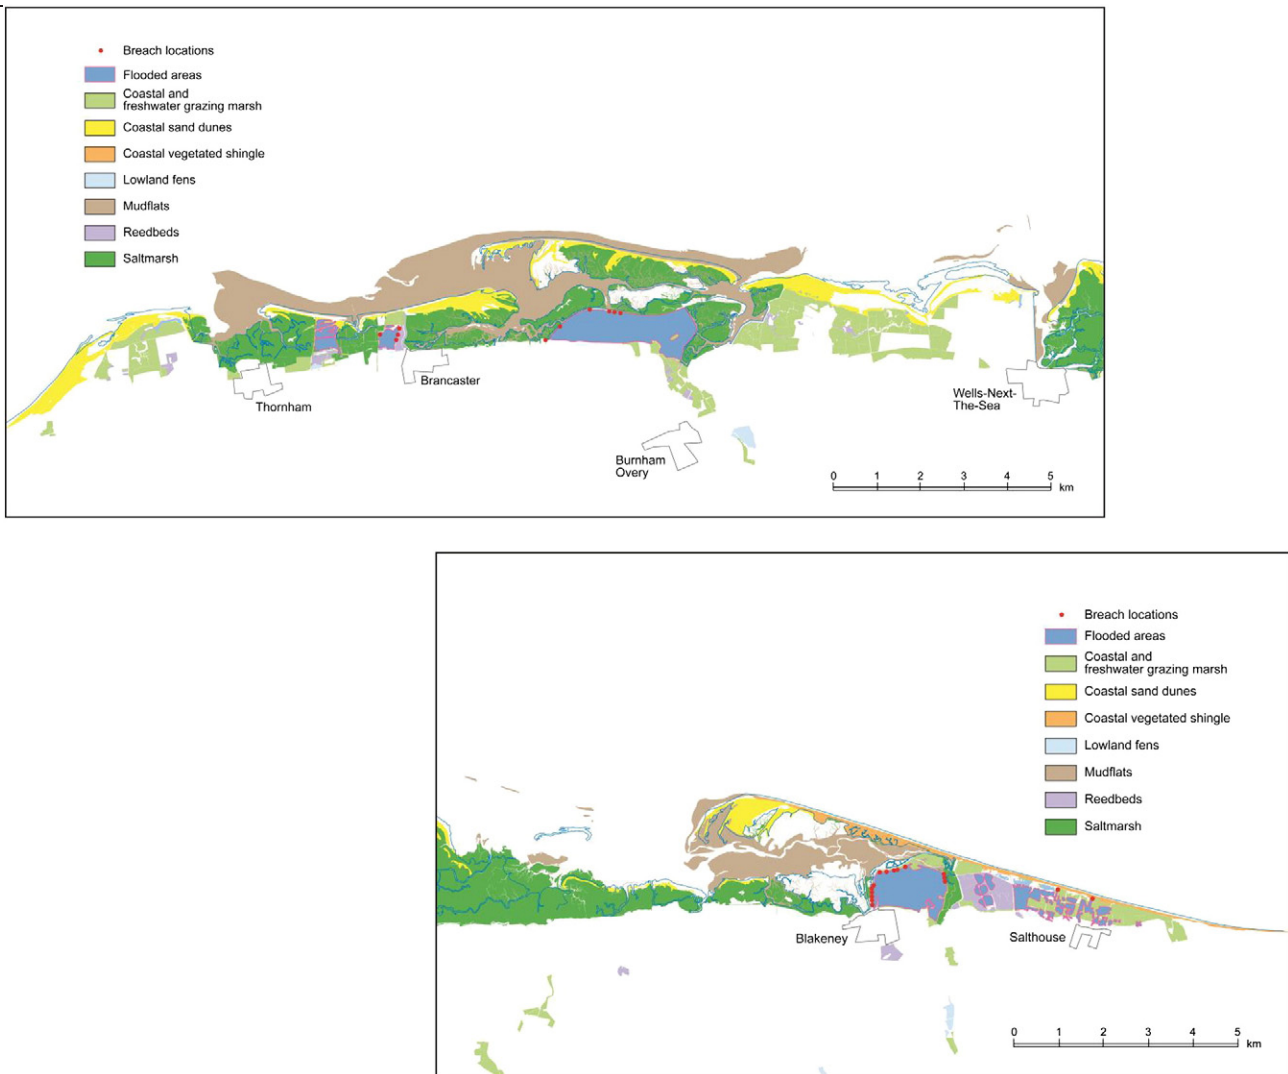 Breach locations
Flooded areas
Coastal and
freshwater grazing marsh
Coastal sand dunes
Coastal vegetated shingle
Lowland fens
Mudflats
Reedbeds
Saltmarsh
Thornham
Brancaster
Burnham
Overy
Wells-Next-
The-Sea
0 1 2 3 4 5
km
Breach locations
Flooded areas
Coastal and
freshwater grazing marsh
Coastal sand dunes
Coastal vegetated shingle
Lowland fens
Mudflats
Reedbeds
Saltmarsh
Blakeney
Salthouse
0 1 2 3 4 5
km